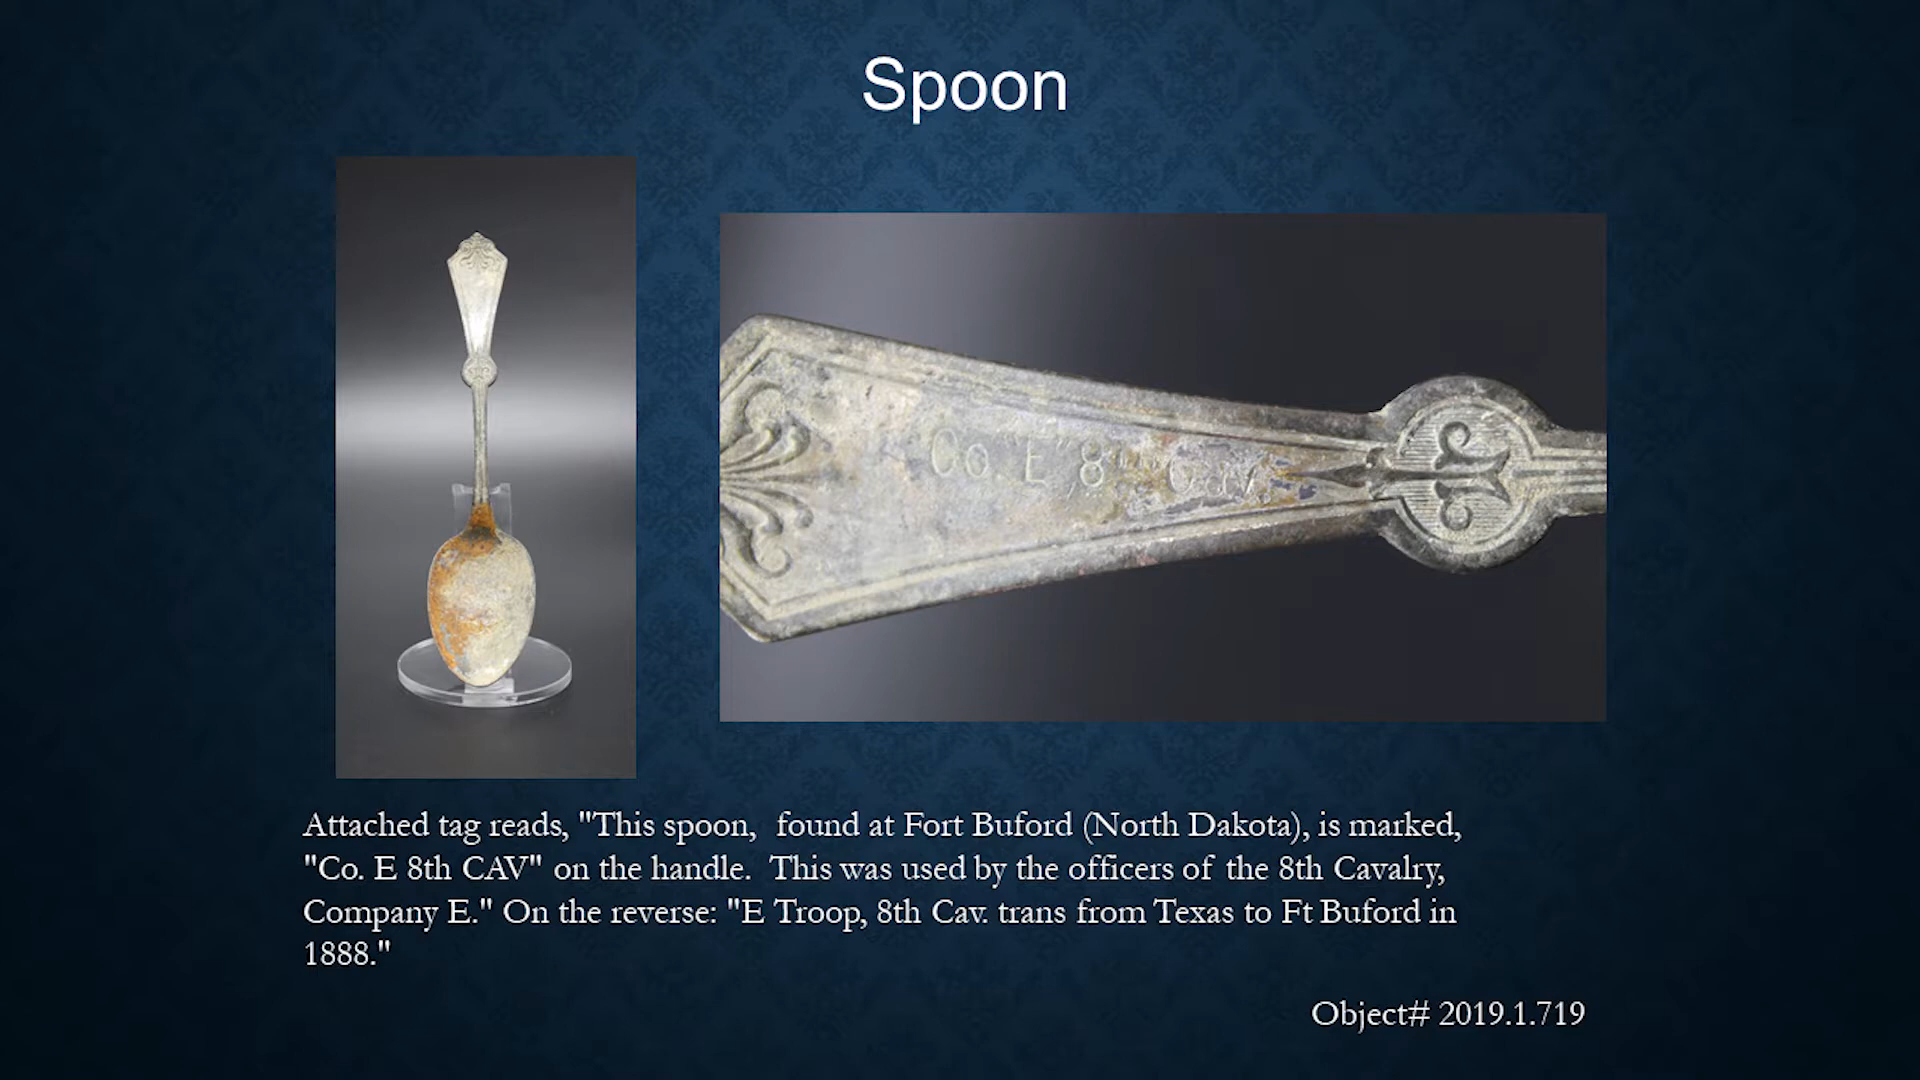 Spoon
Co. "E" 8th Cav.
Attached tag reads, "This spoon,  found at Fort Buford (North Dakota), is marked,
"Co. E 8th CAV" on the handle.  This was used by the officers of the 8th Cavalry,
Company E." On the reverse: "E Troop, 8th Cav. trans from Texas to Ft Buford in
1888."
Object# 2019.1.719